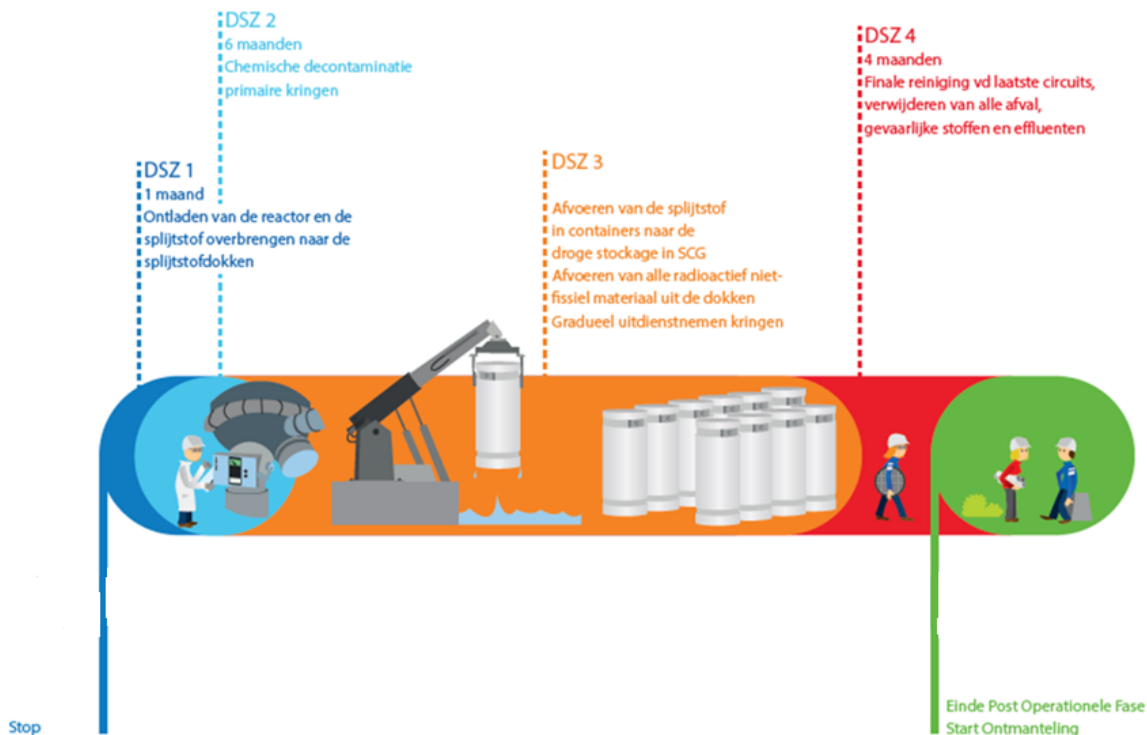 DSZ 2
6 maanden
Chemische decontaminatie
primaire kringen
DSZ 4
4 maanden
Finale reiniging vd laatste circuits,
verwijderen van alle afval,
gevaarlijke stoffen en effluenten
DSZ 1
1 maand
Ontladen van de reactor en de
splijtstof overbrengen naar de
splijtstofdokken
DSZ 3
Afvoeren van de splijtstof
in containers naar de
droge stockage in SCG
Afvoeren van alle radioactief niet-
fissiel materiaal uit de dokken
Gradueel uitdienstnemen kringen
Stop
Einde Post Operationele Fase
Start Ontmanteling